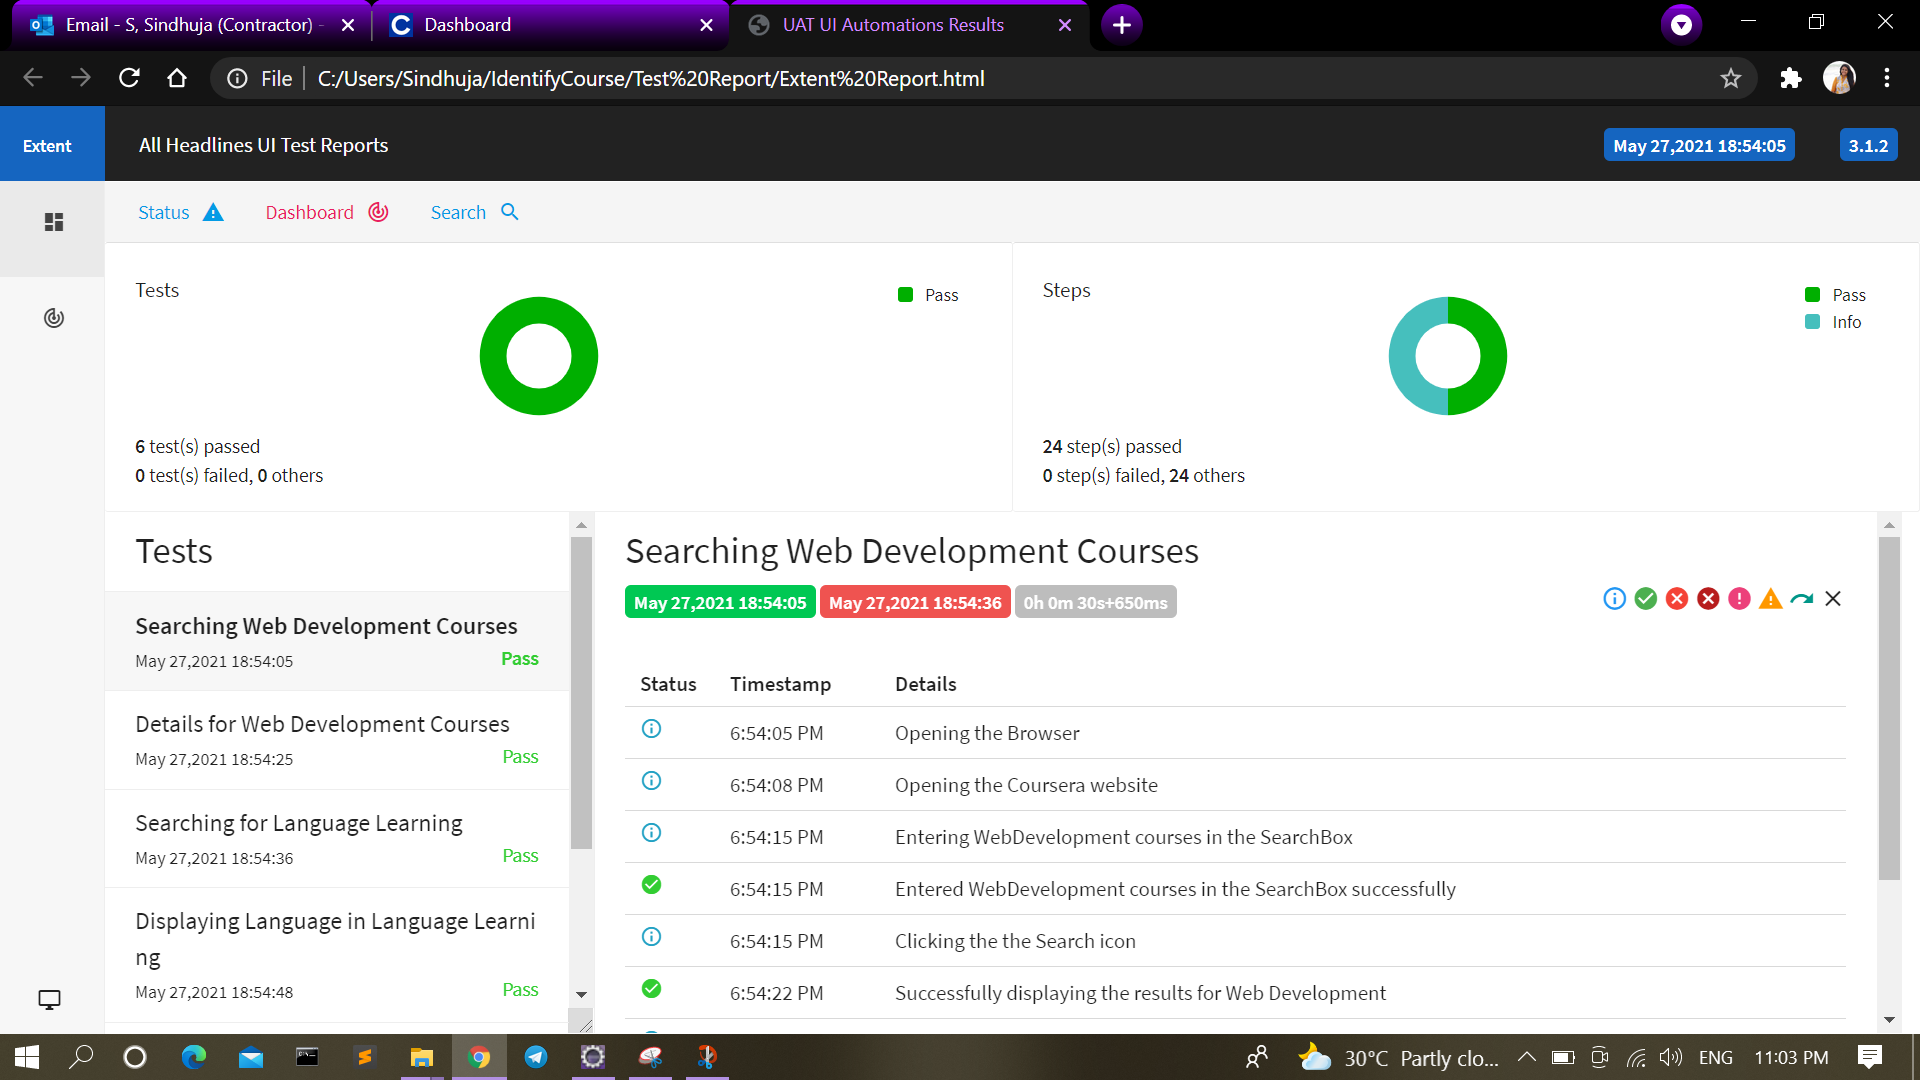 Email - S, Sindhuja (Contractor) -
Dashboard
UAT UI Automations Results
File
C:/Users/Sindhuja/IdentifyCourse/Test%20Report/Extent%20Report.html
Extent
All Headlines UI Test Reports
May 27,2021 18:54:05
3.1.2
Status
Dashboard
Search
Tests
Pass
6 test(s) passed
0 test(s) failed, 0 others
Steps
Pass
Info
24 step(s) passed
0 step(s) failed, 24 others
Tests
Searching Web Development Courses
May 27,2021 18:54:05
Pass
Details for Web Development Courses
May 27,2021 18:54:25
Pass
Searching for Language Learning
May 27,2021 18:54:36
Pass
Displaying Language in Language Learni
ng
May 27,2021 18:54:48
Pass
Searching Web Development Courses
May 27,2021 18:54:05
May 27,2021 18:54:36
0h 0m 30s+650ms
Status Timestamp Details
6:54:05 PM Opening the Browser
6:54:08 PM Opening the Coursera website
6:54:15 PM Entering WebDevelopment courses in the SearchBox
6:54:15 PM Entered WebDevelopment courses in the SearchBox successfully
6:54:15 PM Clicking the the Search icon
6:54:22 PM Successfully displaying the results for Web Development
30°C Partly clo...
ENG
11:03 PM